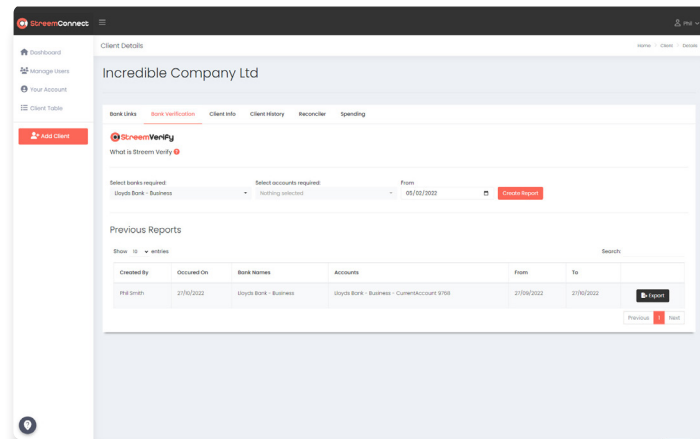 StreemConnect
Phil
Dashboard
Manage Users
Your Account
Client Table
Add Client
Client Details
Home / Client / Details
Incredible Company Ltd
Bank Links Bank Verification Client Info Client History Reconciler Spending
StreemVerify
What is Streem Verify ?
Select banks required: Select accounts required: From
Lloyds Bank - Business Nothing selected 05/02/2022 Create Report
Previous Reports
Show 10 entries Search:
Created By Occured On Bank Names Accounts From To
Phil Smith 27/10/2022 Lloyds Bank - Business Lloyds Bank - Business - CurrentAccount 9766 27/09/2022 27/10/2022 Export
Previous 1 Next